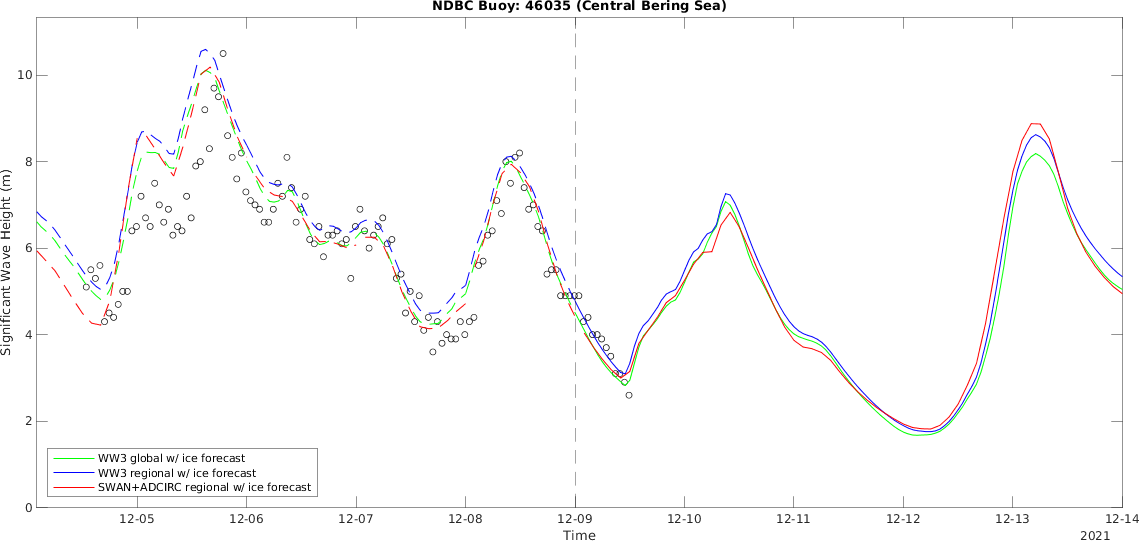 NDBC Buoy: 46035 (Central Bering Sea)
Significant Wave Height (m)
10
8
6
4
2
0
WW3 global w/ ice forecast
WW3 regional w/ ice forecast
SWAN+ADCIRC regional w/ ice forecast
12-05 12-06 12-07 12-08 12-09 12-10 12-11 12-12 12-13 12-14
Time
2021